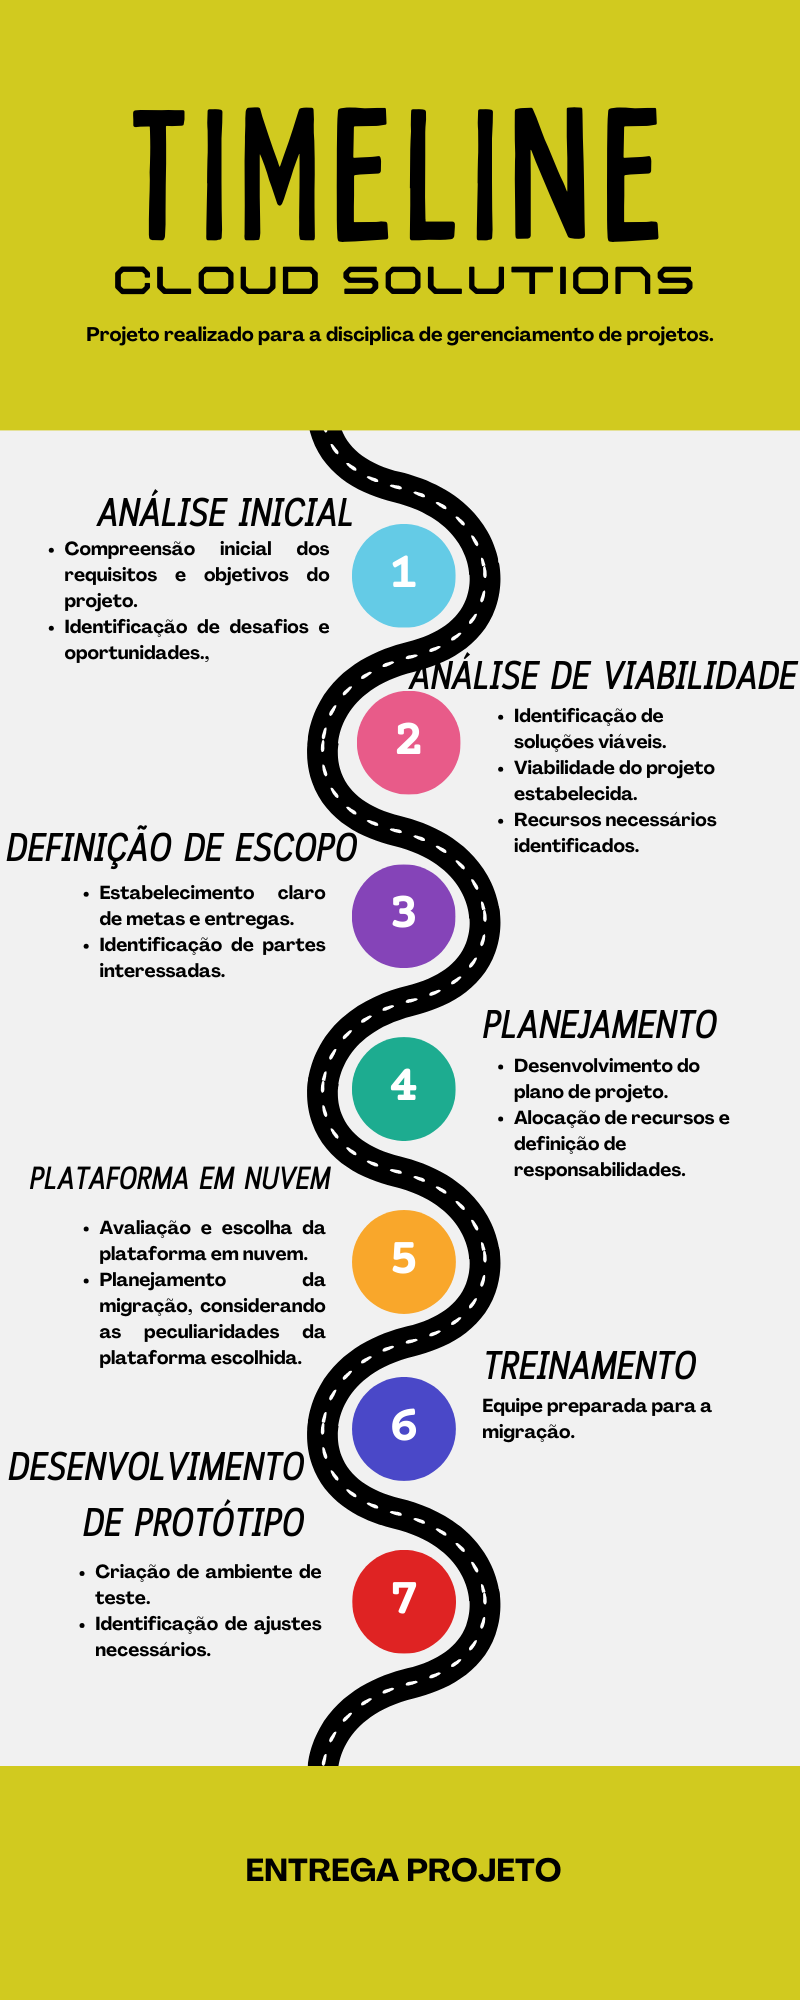 TIMELINE
CLOUD SOLUTIONS
Projeto realizado para a disciplica de gerenciamento de projetos.
ANÁLISE INICIAL
• Compreensão inicial dos
requisitos e objetivos do
projeto.
• Identificação de desafios e
oportunidades.,
1
ANÁLISE DE VIABILIDADE
2
• Identificação de
soluções viáveis.
• Viabilidade do projeto
estabelecida.
• Recursos necessários
identificados.
DEFINIÇÃO DE ESCOPO
• Estabelecimento claro
de metas e entregas.
• Identificação de partes
interessadas.
3
PLANEJAMENTO
4
• Desenvolvimento do
plano de projeto.
• Alocação de recursos e
definição de
responsabilidades.
PLATAFORMA EM NUVEM
• Avaliação e escolha da
plataforma em nuvem.
• Planejamento da
migração, considerando
as peculiaridades da
plataforma escolhida.
5
TREINAMENTO
6
Equipe preparada para a
migração.
DESENVOLVIMENTO
DE PROTÓTIPO
• Criação de ambiente de
teste.
• Identificação de ajustes
necessários.
7
ENTREGA PROJETO